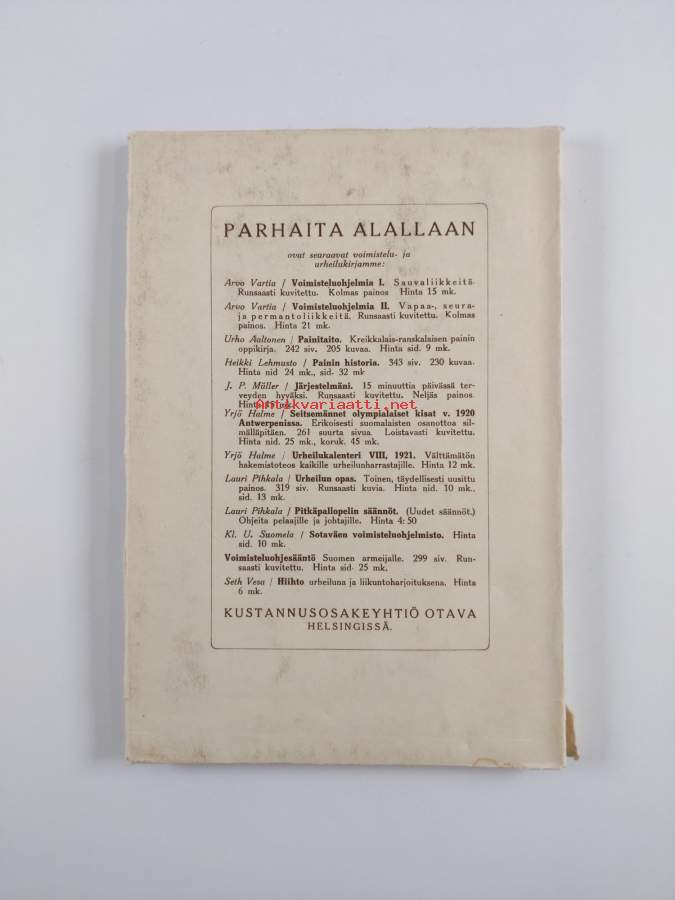 PARHAITA ALALLAAN
ovat seuraavat voimistelu- ja
urheilukirjamme:
Arvo Vartia / Voimisteluohjelmia I. Sauvaliikkeitä.
Runsaasti kuvitettu. Kolmas painos Hinta 15 mk.
Arvo Vartia / Voimisteluohjelmia II. Vapaa-, seura-
ja permantoliikkeitä. Runsaasti kuvitettu. Kolmas
painos. Hinta 21 mk.
Urho Aaltonen / Painitaito. Kreikkalais-ranskalaisen painin
oppikirja. 242 siv. 205 kuvaa. Hinta sid. 9 mk.
Heikki Lehmusto / Painin historia. 343 siv. 230 kuvaa.
Hinta nid 24 mk., sid. 32 mk
J. P. Müller / Järjestelmäni. 15 minuuttia päivässä ter-
veyden hyväksi. Runsaasti kuvitettu. Neljäs painos.
Hinta mk.
Antikvariaatti.net
Yrjö Halme / Seitsemännet olympialaiset kisat v. 1920
Antwerpenissa. Erikoisesti suomalaisten osanottoa sil-
mälläpitäen. 261 suurta sivua. Loistavasti kuvitettu.
Hinta nid. 25 mk., koruk. 45 mk.
Yrjö Halme / Urheilukalenteri VIII, 1921. Välttämätön
hakemistoteos kaikille urheilunharrastajille. Hinta 12 mk.
Lauri Pihkala / Urheilun opas. Toinen, täydellisesti uusittu
painos. 319 siv. Runsaasti kuvia. Hinta nid. 10 mk.,
sid. 13 mk.
Lauri Pihkala / Pitkäpallopelin säännöt. (Uudet säännöt.)
Ohjeita pelaajille ja johtajille. Hinta 4:50
Kl. U. Suomela / Sotaväen voimisteluohjelmisto. Hinta
sid. 10 mk.
Voimisteluohjesääntö Suomen armeijalle. 299 siv. Run-
saasti kuvitettu. Hinta sid. 25 mk.
Seth Vesa / Hiihto urheiluna ja liikuntoharjoituksena. Hinta
6 mk.
KUSTANNUSOSAKEYHTIÖ OTAVA
HELSINGISSÄ.